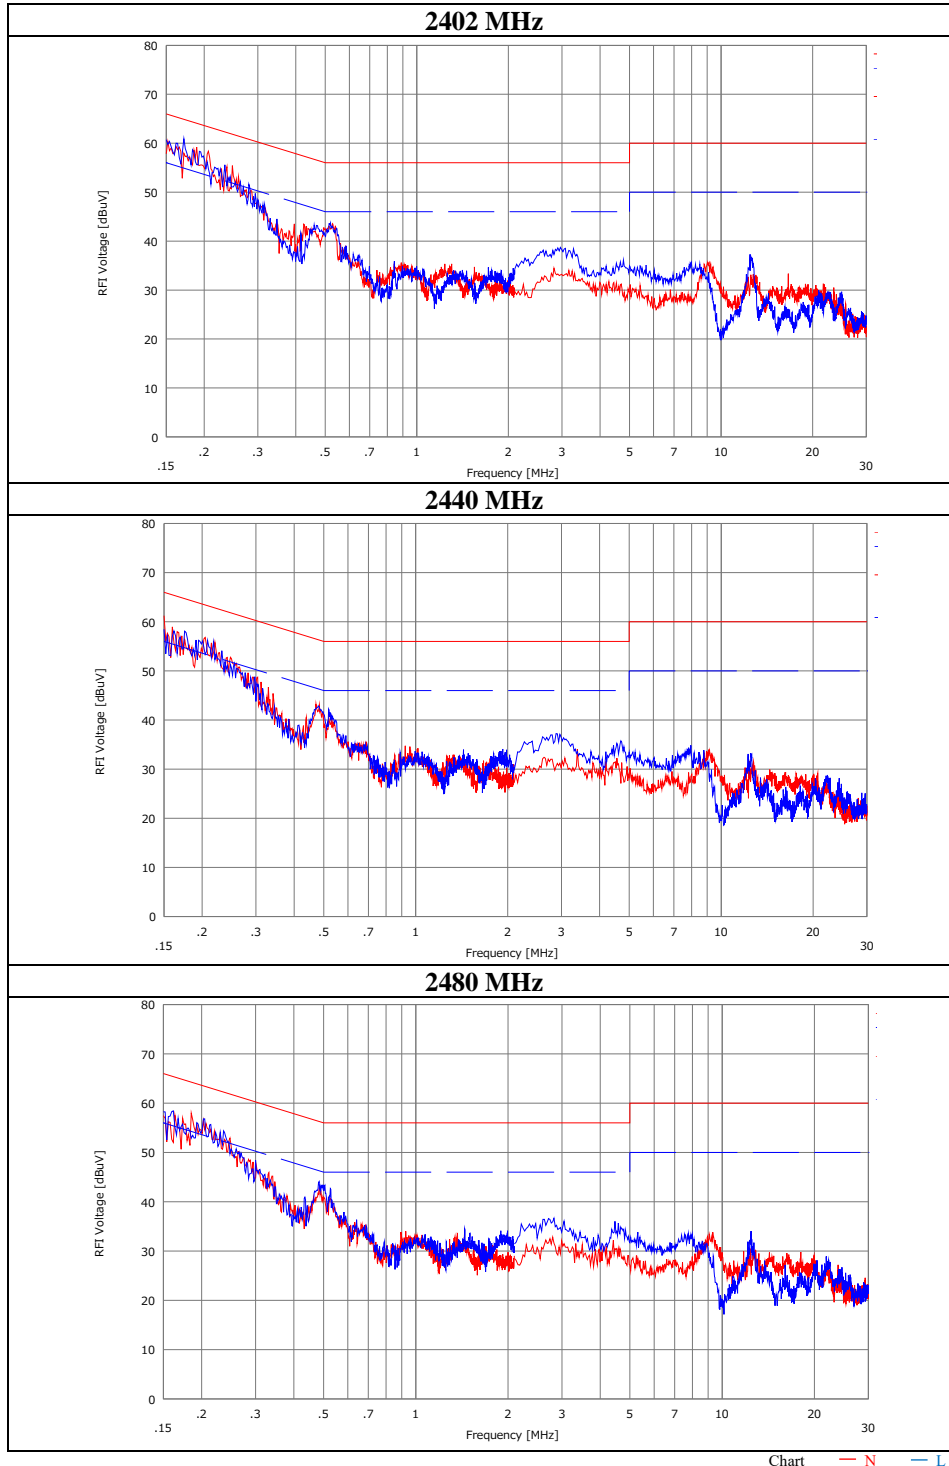 2402 MHz
80
70
60
50
40
30
20
10
0
RFI Voltage [dBuV]
.15 .2 .3 .5 .7 1 2 3 5 7 10 20 30
Frequency [MHz]
2440 MHz
80
70
60
50
40
30
20
10
0
RFI Voltage [dBuV]
.15 .2 .3 .5 .7 1 2 3 5 7 10 20 30
Frequency [MHz]
2480 MHz
80
70
60
50
40
30
20
10
0
RFI Voltage [dBuV]
.15 .2 .3 .5 .7 1 2 3 5 7 10 20 30
Frequency [MHz]
Chart N L